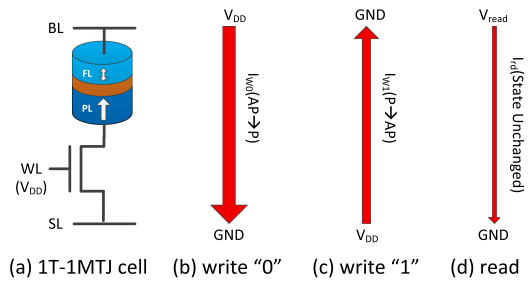 BL
FL
PL
WL
(VDD)
SL
(a) 1T-1MTJ cell
VDD
IW0(AP→P)
GND
(b) write “0”
GND
IW1(P→AP)
VDD
(c) write “1”
Vread
Ird(State Unchanged)
GND
(d) read